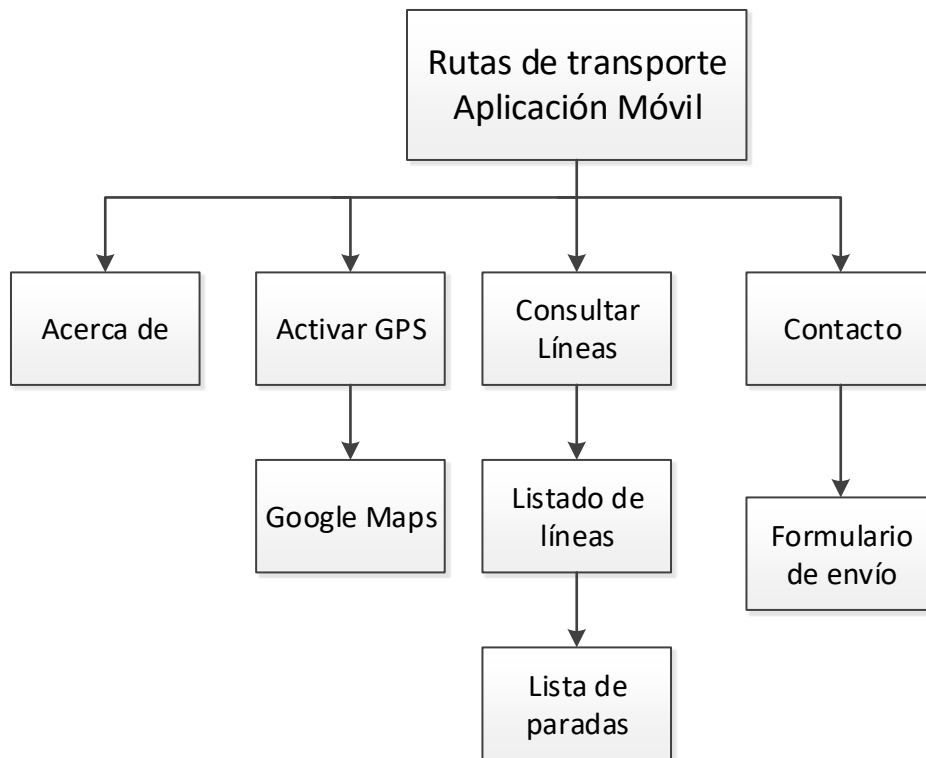 Rutas de transporte
Aplicación Móvil
Acerca de
Activar GPS
Consultar
Líneas
Contacto
Google Maps
Listado de
líneas
Formulario
de envío
Lista de
paradas